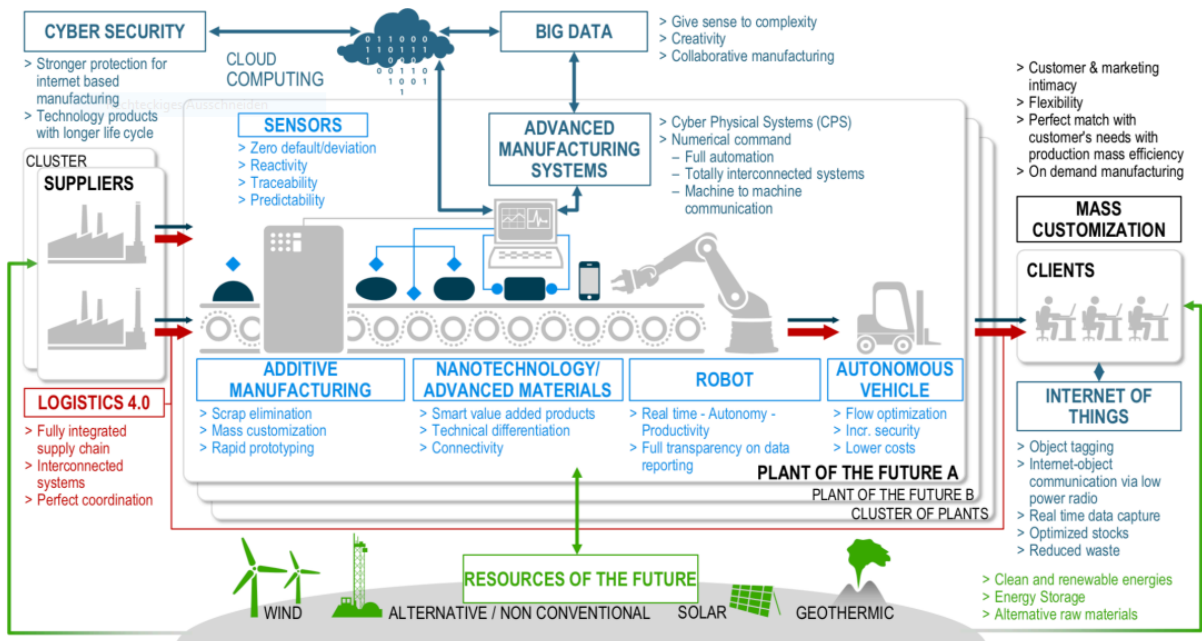 CYBER SECURITY
> Stronger protection for
internet based
manufacturing
> Technology products
with longer life cycle
CLOUD
COMPUTING
BIG DATA
> Give sense to complexity
> Creativity
> Collaborative manufacturing
> Customer & marketing
intimacy
> Flexibility
> Perfect match with
customer's needs with
production mass efficiency
> On demand manufacturing
SENSORS
> Zero default/deviation
> Reactivity
> Traceability
> Predictability
ADVANCED
MANUFACTURING
SYSTEMS
> Cyber Physical Systems (CPS)
> Numerical command
– Full automation
– Totally interconnected systems
– Machine to machine
communication
CLUSTER
SUPPLIERS
MASS
CUSTOMIZATION
CLIENTS
ADDITIVE
MANUFACTURING
> Scrap elimination
> Mass customization
> Rapid prototyping
NANOTECHNOLOGY/
ADVANCED MATERIALS
> Smart value added products
> Technical differentiation
> Connectivity
ROBOT
> Real time - Autonomy -
Productivity
> Full transparency on data
reporting
AUTONOMOUS
VEHICLE
> Flow optimization
> Incr. security
> Lower costs
LOGISTICS 4.0
> Fully integrated
supply chain
> Interconnected
systems
> Perfect coordination
INTERNET OF
THINGS
> Object tagging
> Internet-object
communication via low
power radio
> Real time data capture
> Optimized stocks
> Reduced waste
PLANT OF THE FUTURE A
PLANT OF THE FUTURE B
CLUSTER OF PLANTS
RESOURCES OF THE FUTURE
WIND
ALTERNATIVE / NON CONVENTIONAL
SOLAR
GEOTHERMIC
> Clean and renewable energies
> Energy Storage
> Alternative raw materials